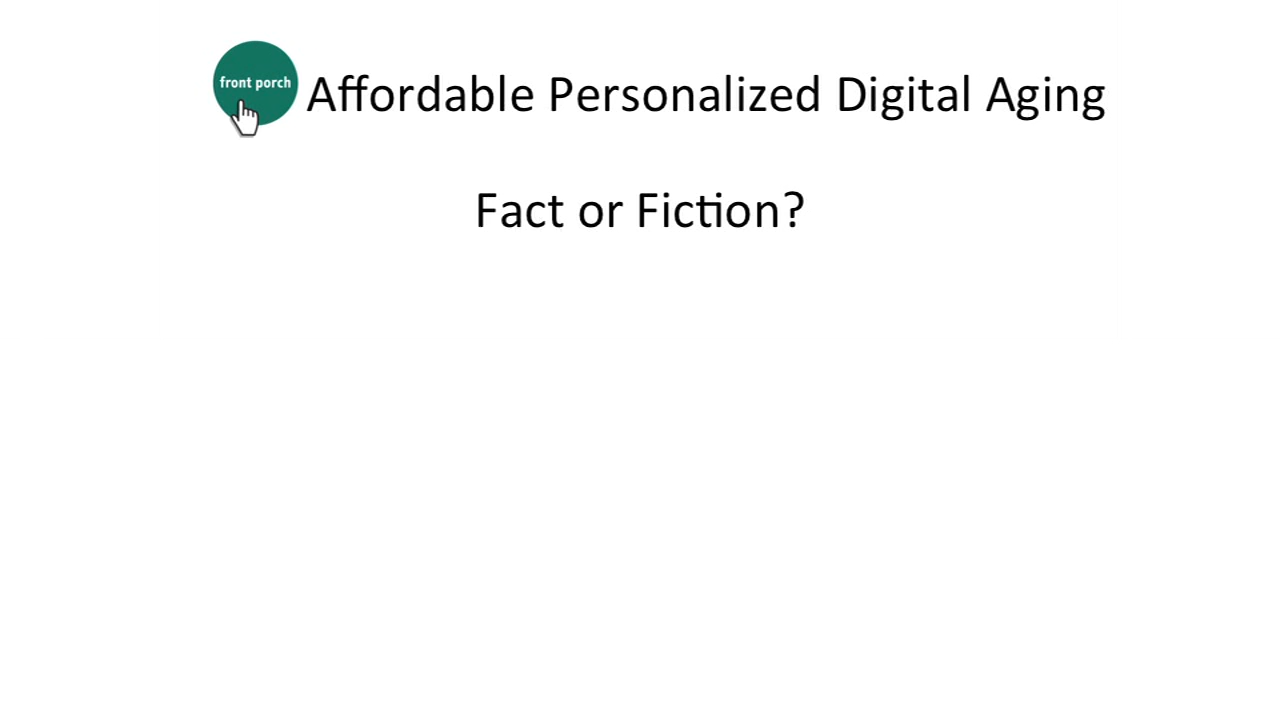 front porch
Affordable Personalized Digital Aging
Fact or Fiction?